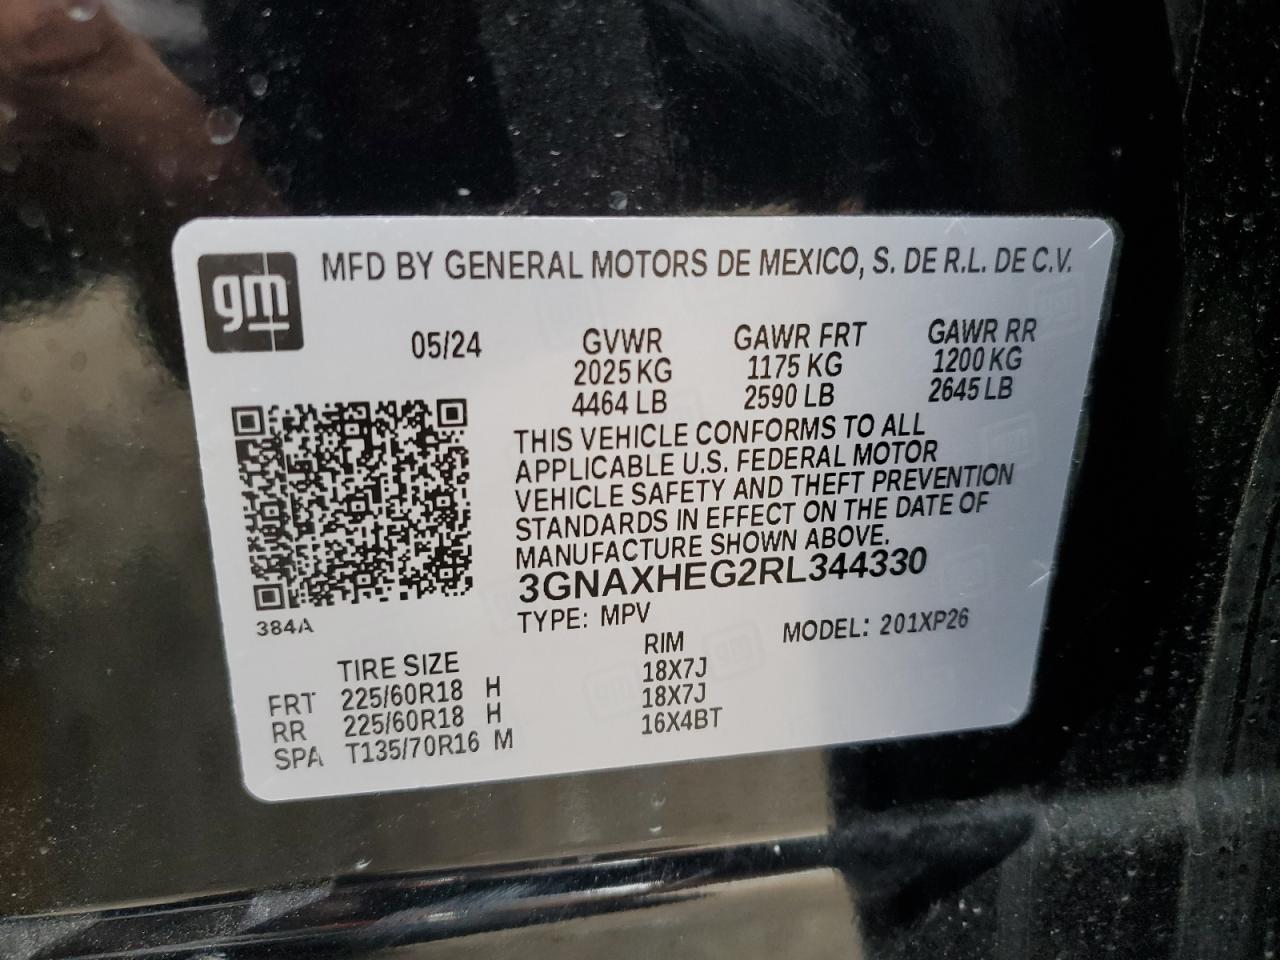 gm MFD BY GENERAL MOTORS DE MEXICO, S. DE R.L. DE C.V.
05/24 GVWR GAWR FRT GAWR RR
2025 KG 1175 KG 1200 KG
4464 LB 2590 LB 2645 LB
THIS VEHICLE CONFORMS TO ALL
APPLICABLE U.S. FEDERAL MOTOR
VEHICLE SAFETY AND THEFT PREVENTION
STANDARDS IN EFFECT ON THE DATE OF
MANUFACTURE SHOWN ABOVE.
3GNAXHEG2RL344330
384A TYPE: MPV MODEL: 201XP26
TIRE SIZE RIM
FRT 225/60R18 H 18X7J
RR 225/60R18 H 18X7J
SPA T135/70R16 M 16X4BT